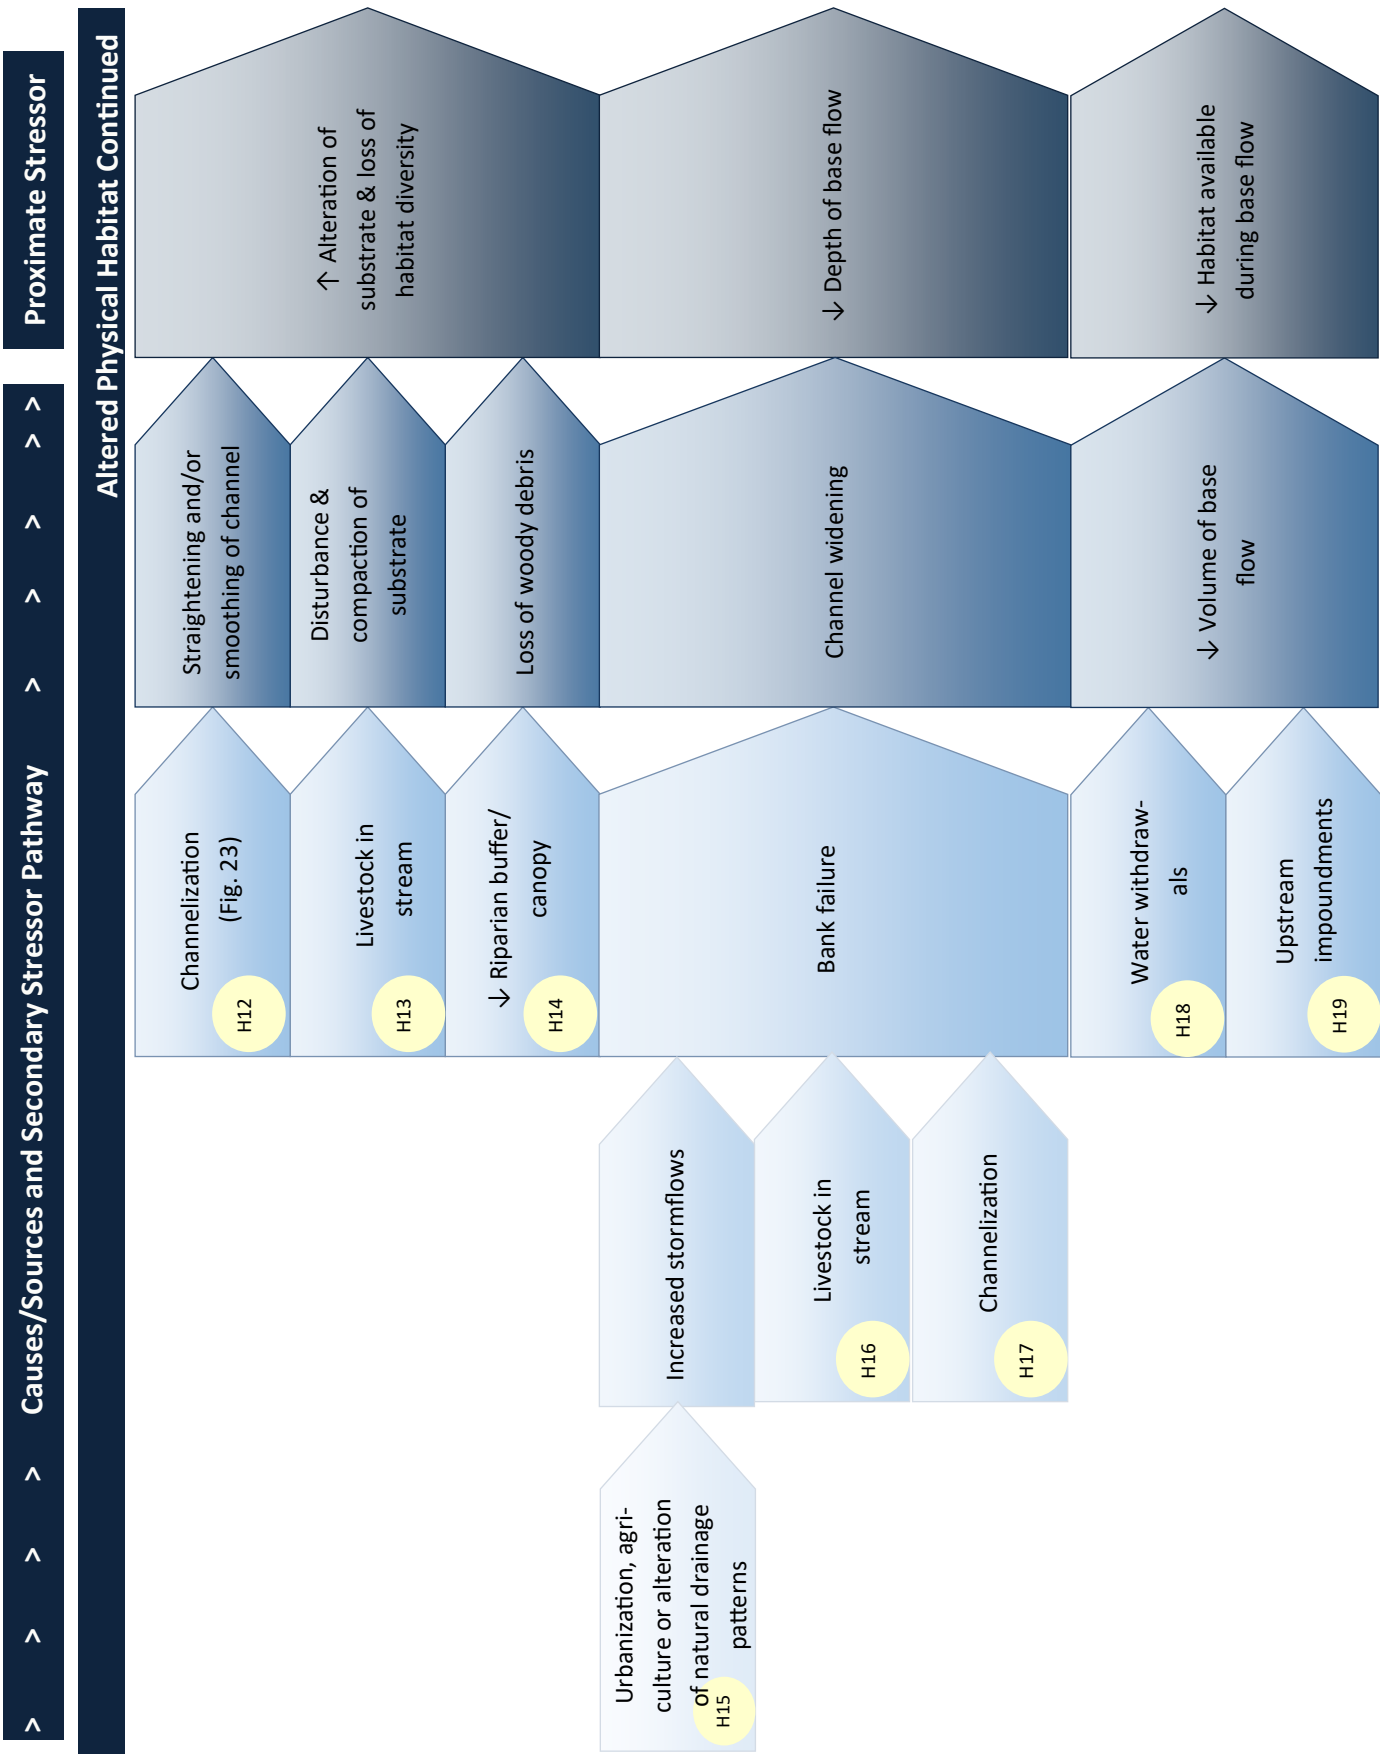 Causes/Sources and Secondary Stressor Pathway
Proximate Stressor
> > > > > > > > >
Altered Physical Habitat Continued
Channelization
(Fig. 23)
H12
Straightening and/or
smoothing of channel
Livestock in
stream
H13
Disturbance &
compaction of
substrate
↓ Riparian buffer/
canopy
H14
Loss of woody debris
↑ Alteration of
substrate & loss of
habitat diversity
Urbanization, agri-
culture or alteration
of natural drainage
patterns
H15
Increased stormflows
Livestock in
stream
H16
Channelization
H17
Bank failure
Channel widening
↓ Depth of base flow
Water withdraw-
als
H18
Upstream
impoundments
H19
↓ Volume of base
flow
↓ Habitat available
during base flow